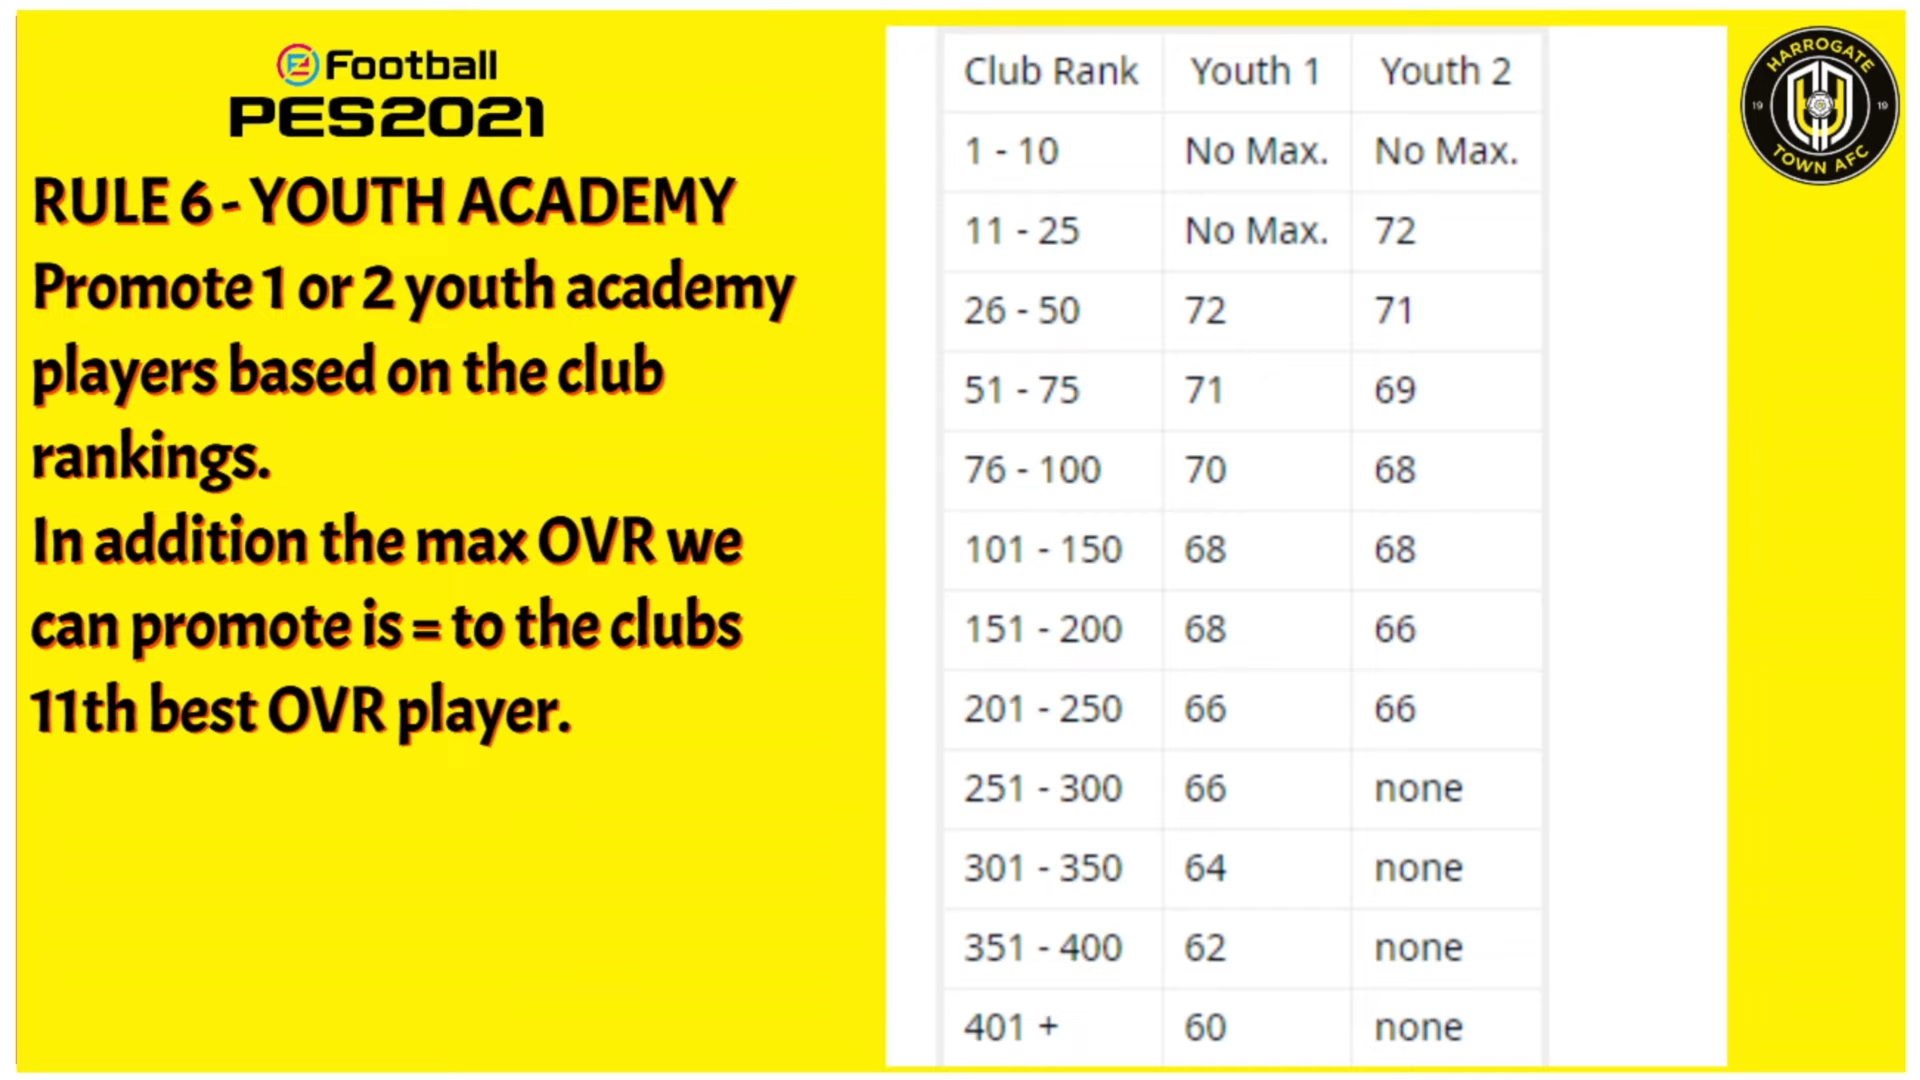 Football
PES2021
RULE 6 - YOUTH ACADEMY
Promote 1 or 2 youth academy
players based on the club
rankings.
In addition the max OVR we
can promote is = to the clubs
11th best OVR player.
Club Rank Youth 1 Youth 2
1 - 10 No Max. No Max.
11 - 25 No Max. 72
26 - 50 72 71
51 - 75 71 69
76 - 100 70 68
101 - 150 68 68
151 - 200 68 66
201 - 250 66 66
251 - 300 66 none
301 - 350 64 none
351 - 400 62 none
401 + 60 none
HARROGATE
19 19
TOWN AFC